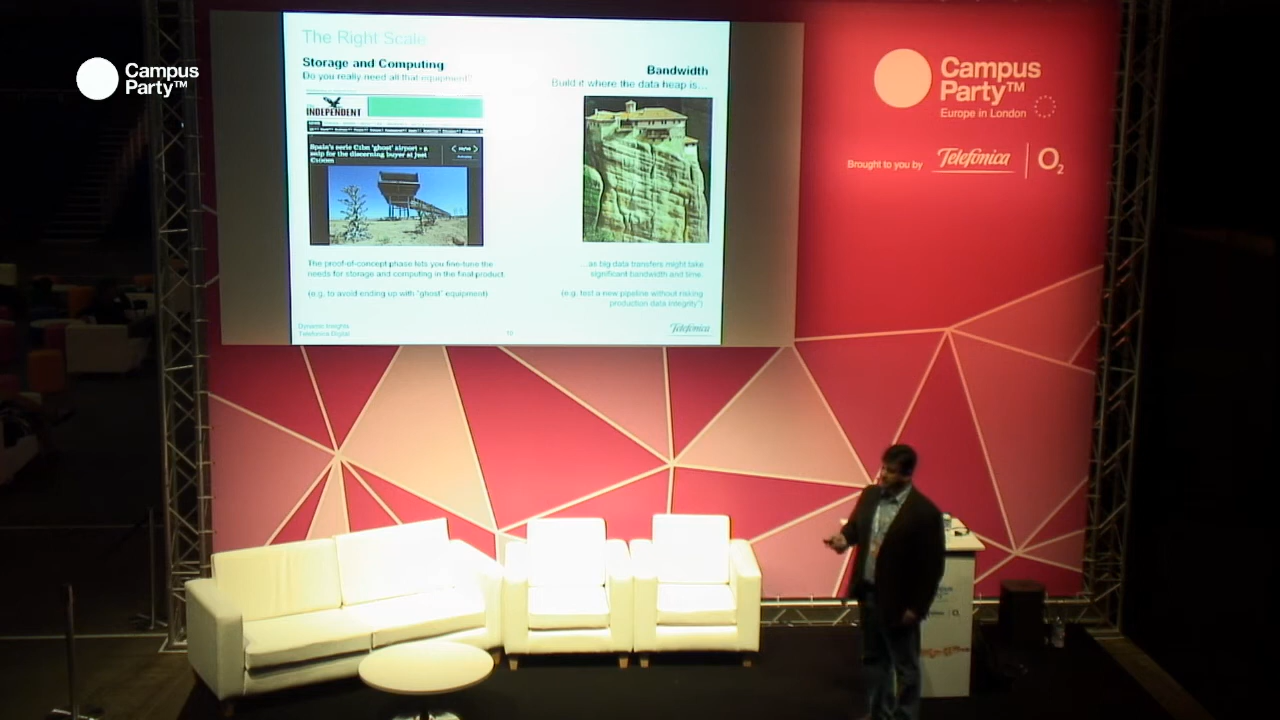 Campus
Party™
The Right Scale
Storage and Computing
Do you really need all that equipment?
THE INDEPENDENT
Spain's eerie €1bn 'ghost' airport - a
snip for the discerning buyer at just
Bandwidth
Build it where the data heap is…
The proof-of-concept phase lets you fine-tune the
needs for storage and computing in the final product.
(e.g. to avoid ending up with "ghost" equipment)
…as big data transfers might take
significant bandwidth and time.
(e.g. test a new pipeline without risking
production data integrity")
Dynamic Insights
Telefónica Digital
10
Telefónica
Campus
Party™
Europe in London
Brought to you by Telefónica O2